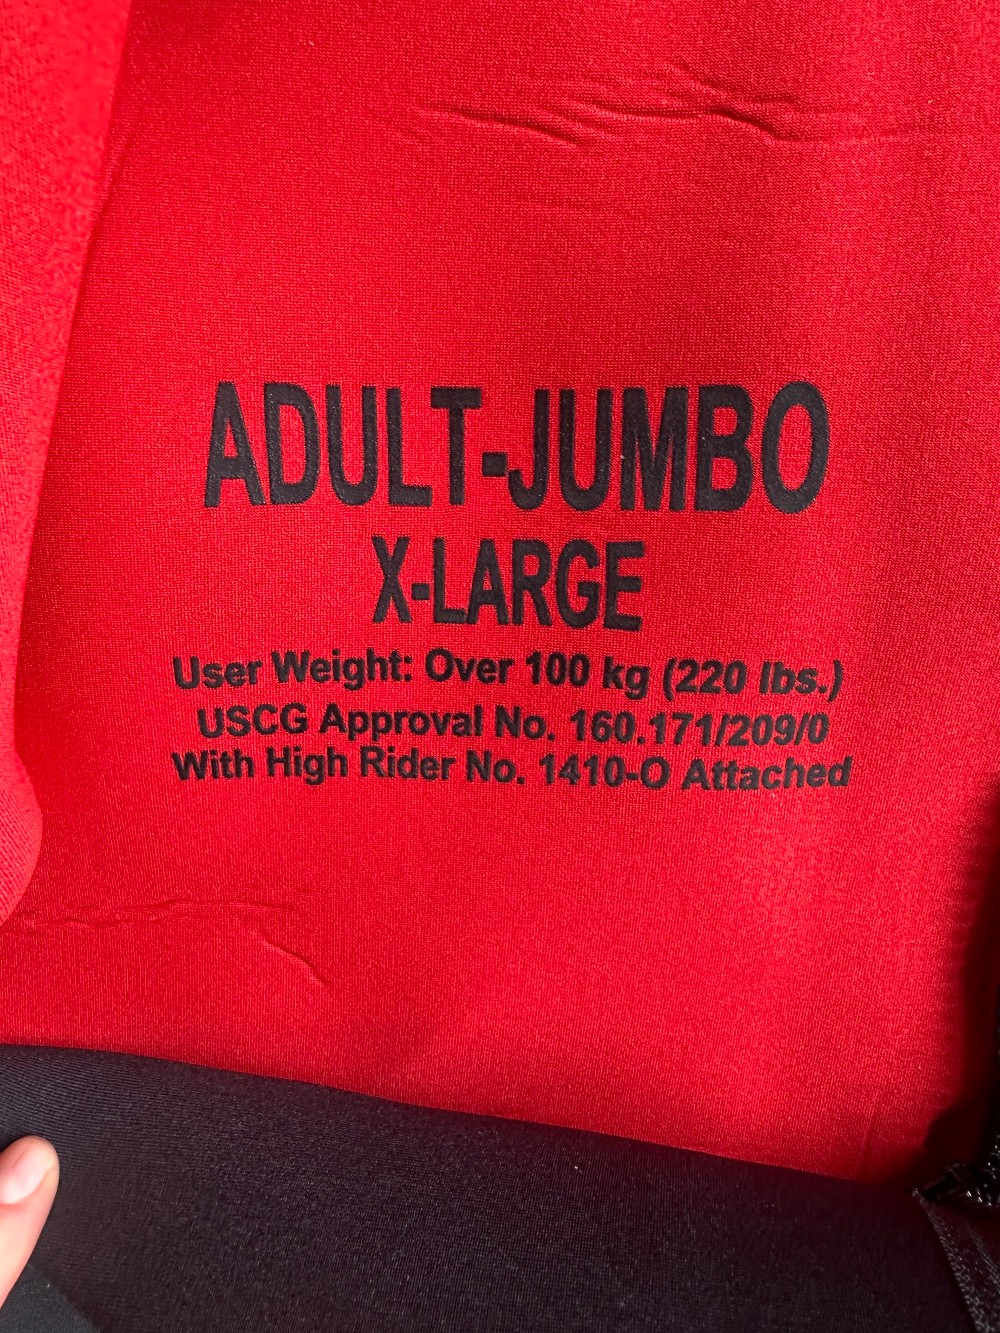 ADULT-JUMBO
X-LARGE
User Weight: Over 100 kg (220 lbs.)
USCG Approval No. 160.171/209/0
With High Rider No. 1410-O Attached